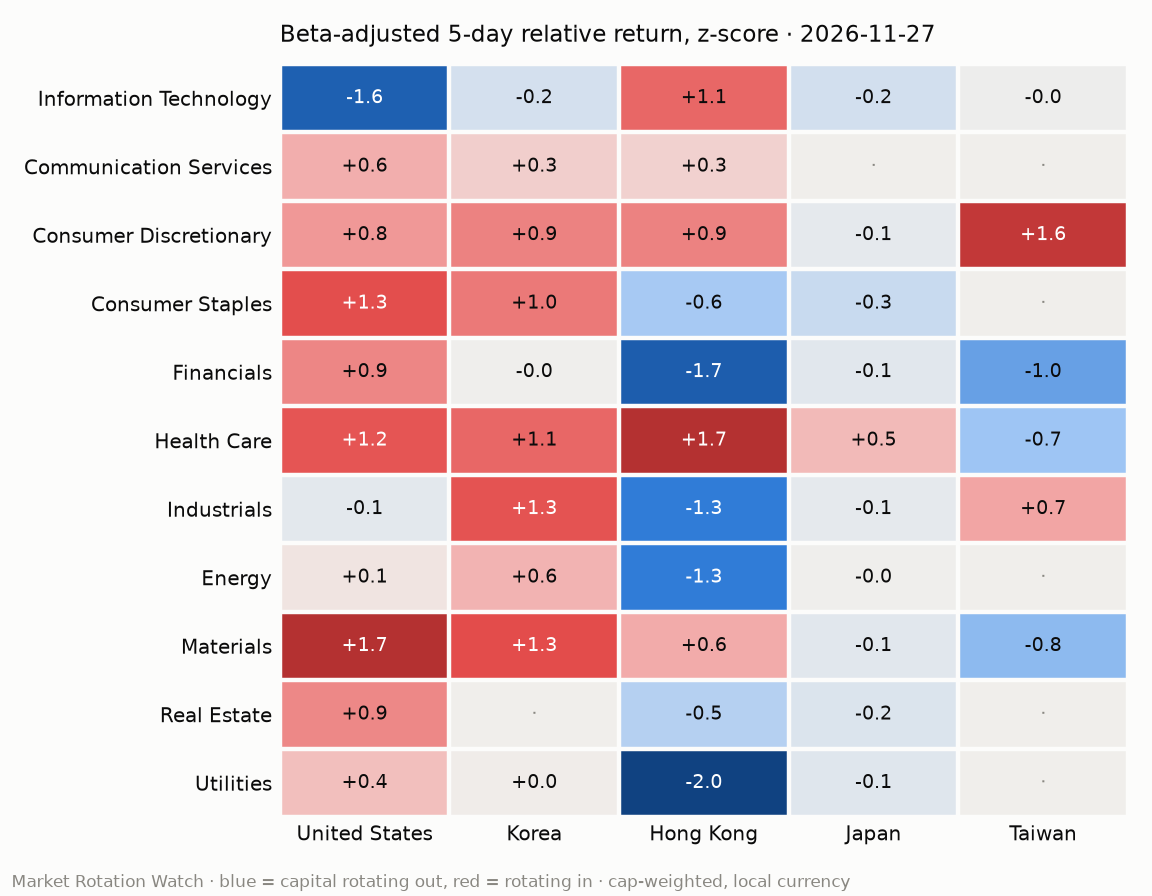 Beta-adjusted 5-day relative return, z-score · 2026-11-27
Information Technology -1.6 -0.2 +1.1 -0.2 -0.0
Communication Services +0.6 +0.3 +0.3 · ·
Consumer Discretionary +0.8 +0.9 +0.9 -0.1 +1.6
Consumer Staples +1.3 +1.0 -0.6 -0.3 ·
Financials +0.9 -0.0 -1.7 -0.1 -1.0
Health Care +1.2 +1.1 +1.7 +0.5 -0.7
Industrials -0.1 +1.3 -1.3 -0.1 +0.7
Energy +0.1 +0.6 -1.3 -0.0 ·
Materials +1.7 +1.3 +0.6 -0.1 -0.8
Real Estate +0.9 · -0.5 -0.2 ·
Utilities +0.4 +0.0 -2.0 -0.1 ·
United States Korea Hong Kong Japan Taiwan
Market Rotation Watch · blue = capital rotating out, red = rotating in · cap-weighted, local currency